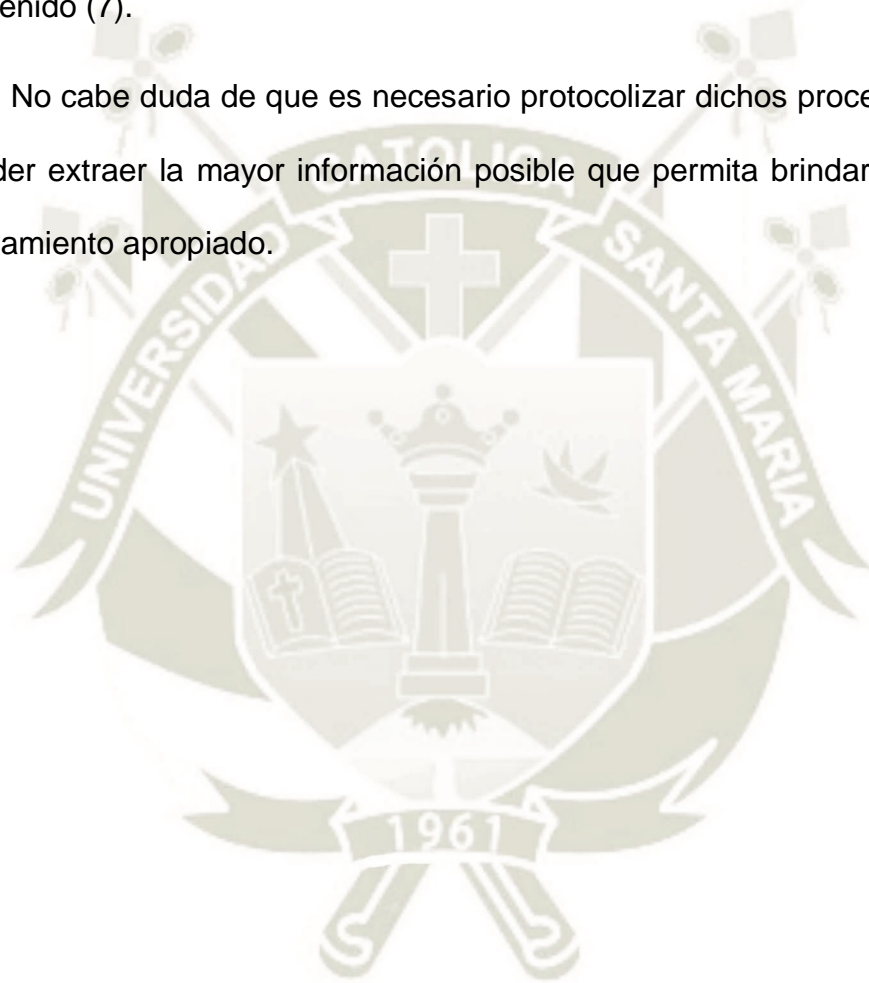 enido (7).
No cabe duda de que es necesario protocolizar dichos proce
der extraer la mayor información posible que permita brindar
amiento apropiado.
UNIVERSIDAD CATOLICA SANTA MARIA
1961